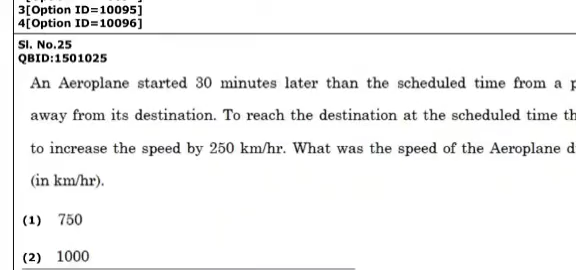 3[Option ID=10095]
4[Option ID=10096]
Sl. No.25
QBID:1501025
An Aeroplane started 30 minutes later than the scheduled time from a
away from its destination. To reach the destination at the scheduled time
to increase the speed by 250 km/hr. What was the speed of the Aeroplane
(in km/hr).
(1) 750
(2) 1000